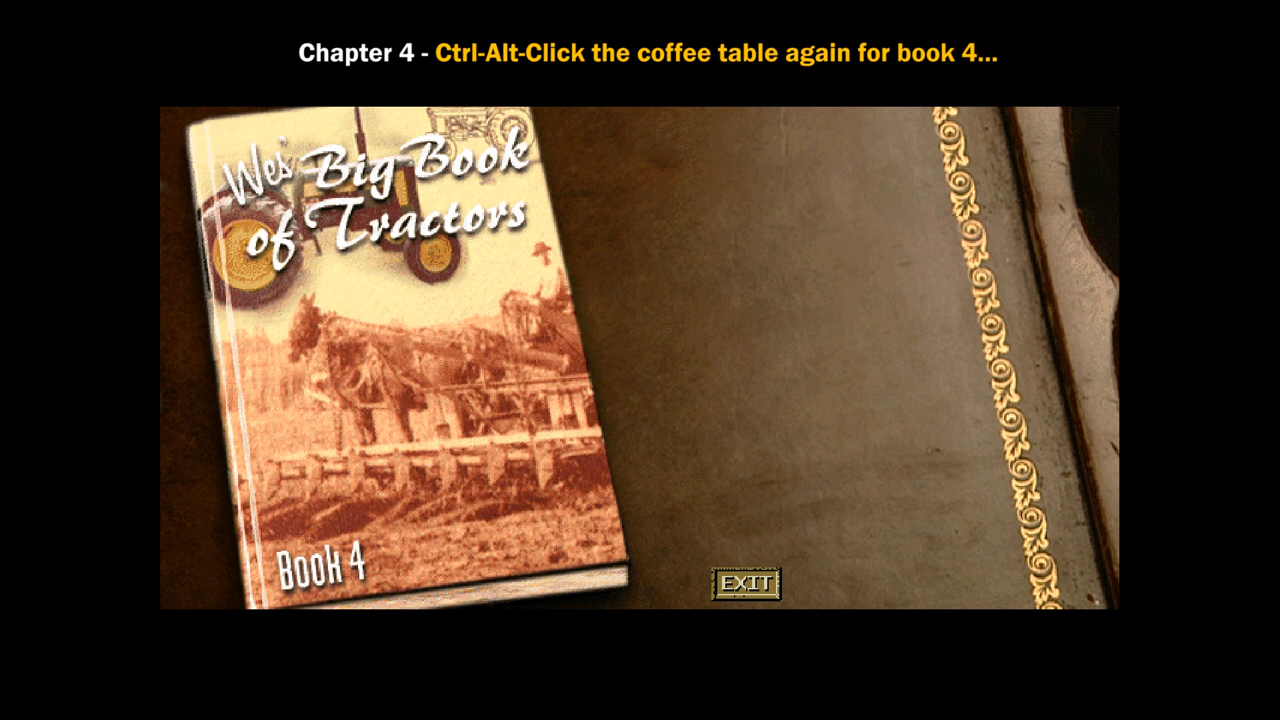 Chapter 4 - Ctrl-Alt-Click the coffee table again for book 4...
Wes' Big Book
of Tractors
Book 4
EXIT